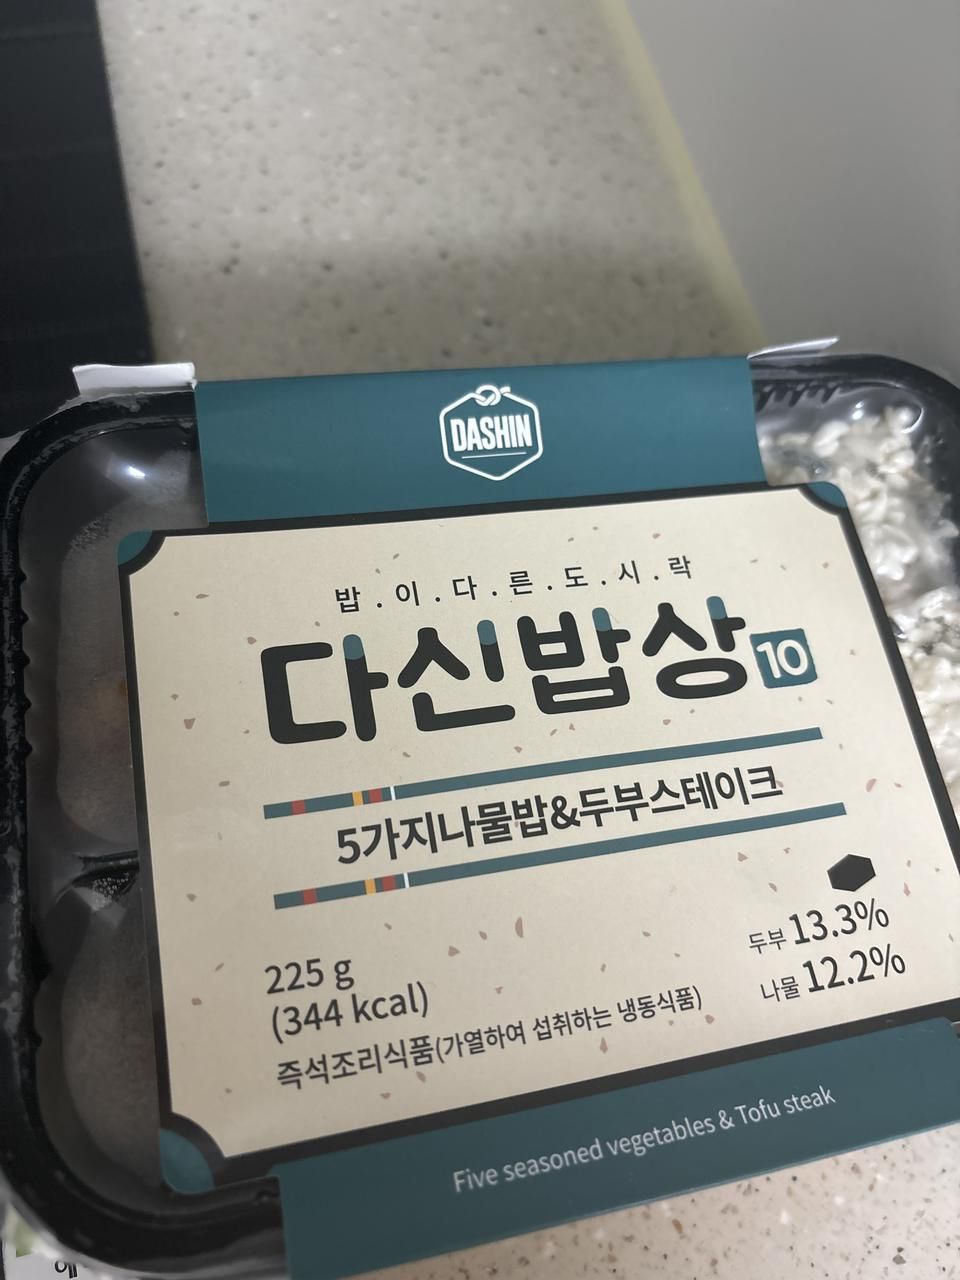 DASHIN
밥.이.다.른.도.시.락
다신밥상 10
5가지나물밥&두부스테이크
두부 13.3%
나물 12.2%
225 g
(344 kcal)
즉석조리식품(가열하여 섭취하는 냉동식품)
Five seasoned vegetables & Tofu steak